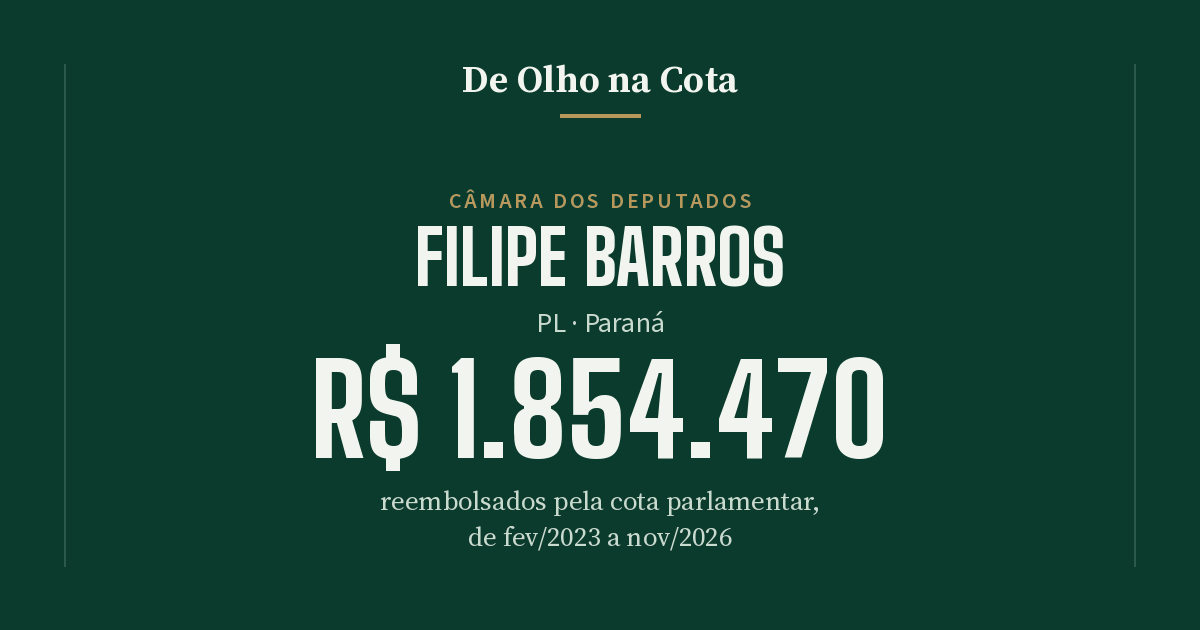 De Olho na Cota
CÂMARA DOS DEPUTADOS
FILIPE BARROS
PL · Paraná
R$ 1.854.470
reembolsados pela cota parlamentar,
de fev/2023 a nov/2026